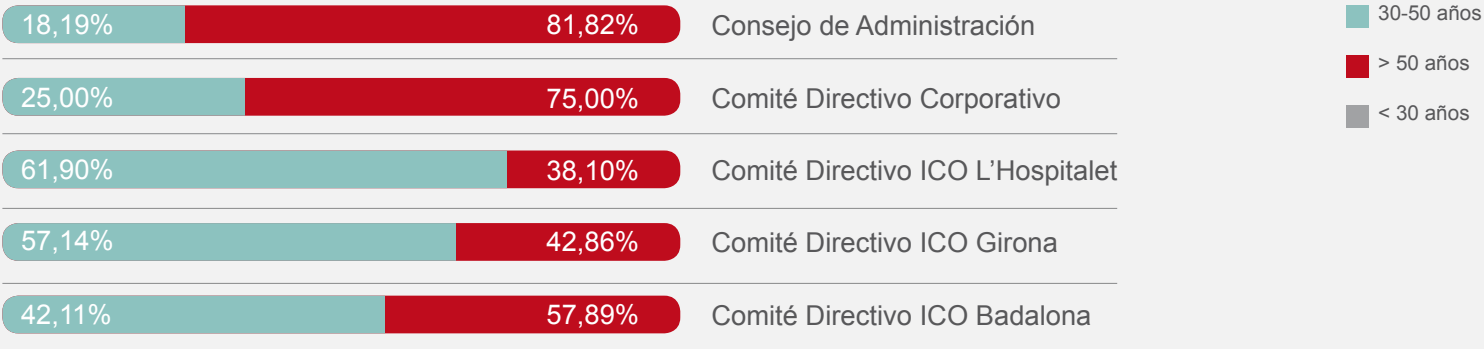 18,19% 81,82% Consejo de Administración
25,00% 75,00% Comité Directivo Corporativo
61,90% 38,10% Comité Directivo ICO L’Hospitalet
57,14% 42,86% Comité Directivo ICO Girona
42,11% 57,89% Comité Directivo ICO Badalona
30-50 años
> 50 años
< 30 años